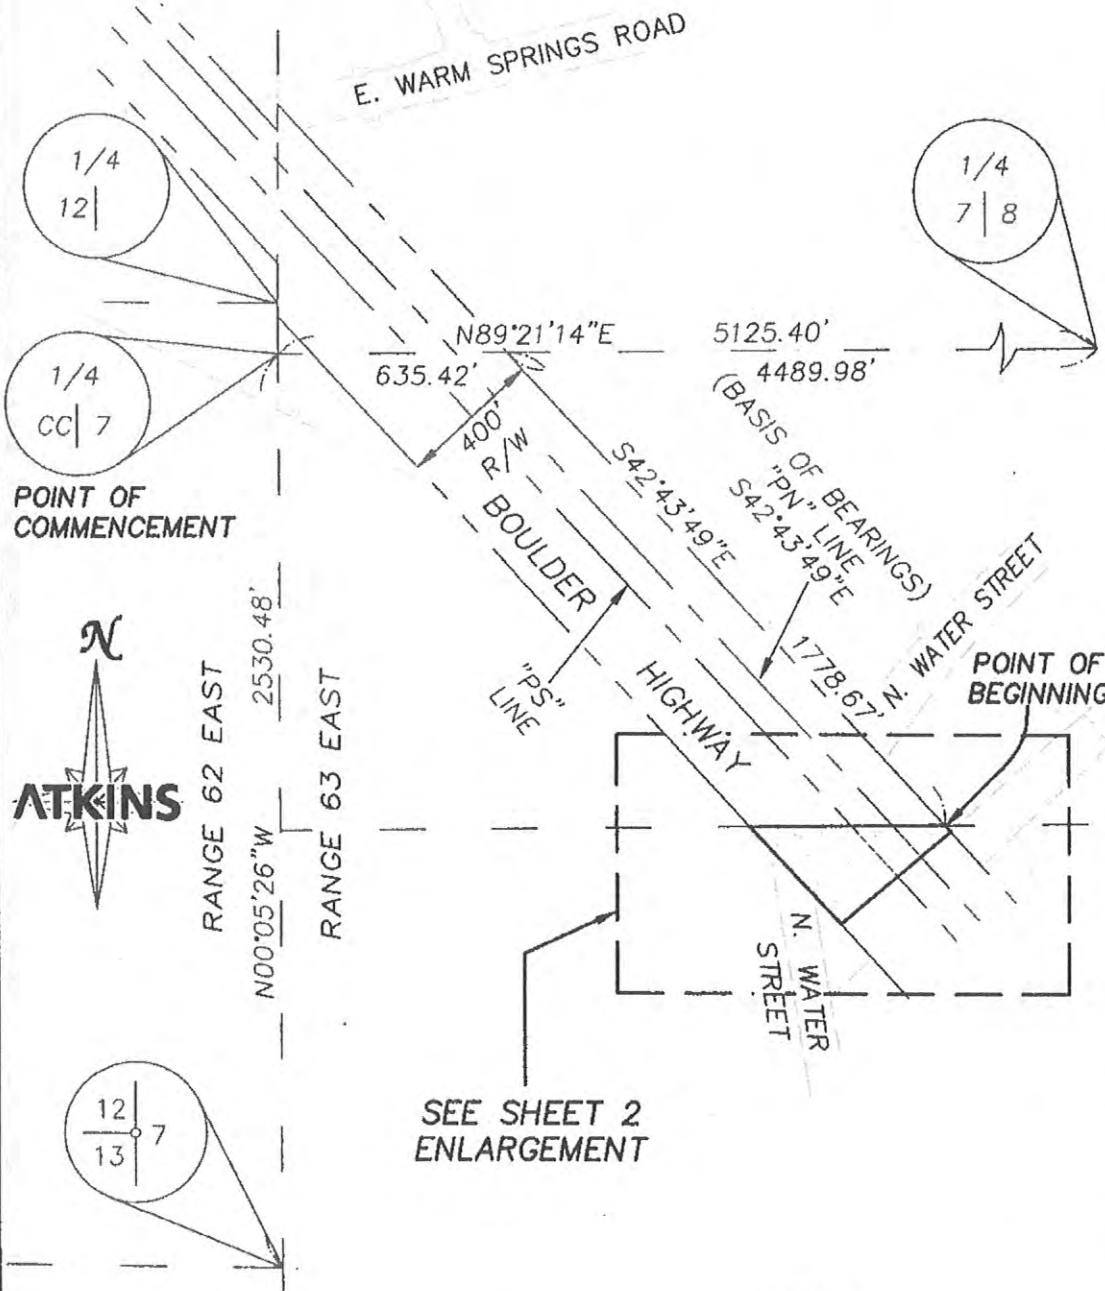 E. WARM SPRINGS ROAD
1/4
12
1/4
7 8
N89°21'14"E
5125.40'
635.42'
4489.98'
1/4
CC 7
POINT OF
COMMENCEMENT
400'
R/W
BOULDER
HIGHWAY
S42°43'49"E
(BASIS OF BEARINGS)
"PN" LINE
S42°43'49"E
1778.67'
N. WATER STREET
POINT OF
BEGINNING
"PS"
LINE
N
ATKINS
RANGE 62 EAST
N00°05'26"W 2530.48'
RANGE 63 EAST
N. WATER
STREET
SEE SHEET 2
ENLARGEMENT
12
7
13